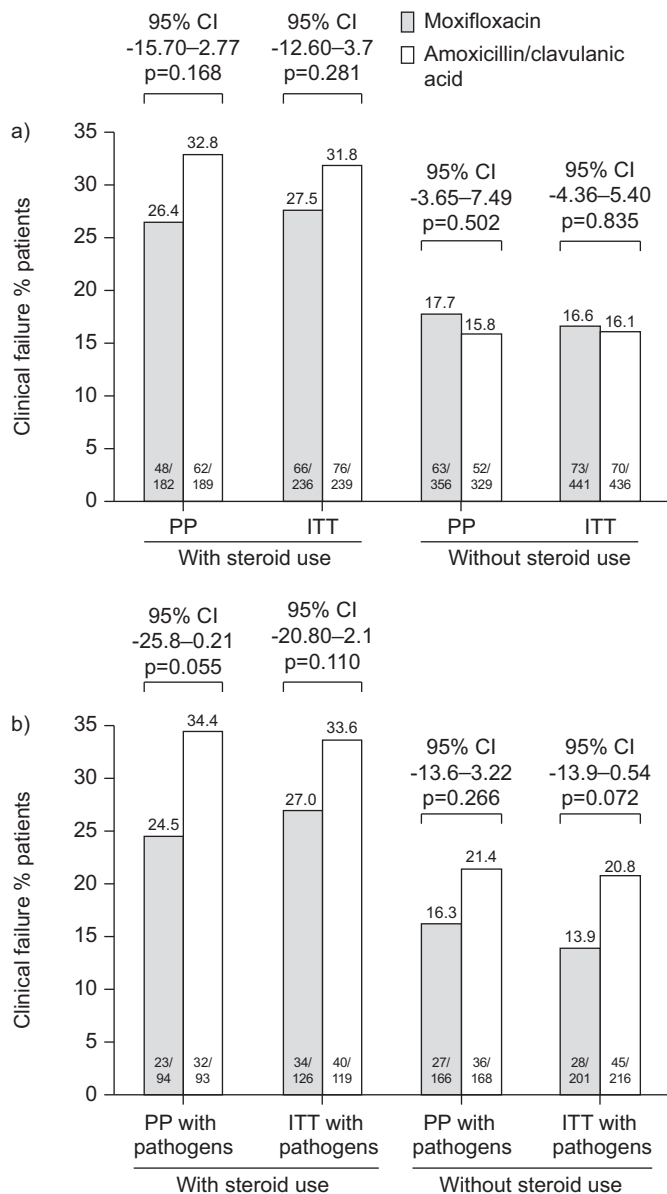 Moxifloxacin
Amoxicillin/clavulanic
acid
a)
95% CI
-15.70–2.77
p=0.168
95% CI
-12.60–3.7
p=0.281
95% CI
-3.65–7.49
p=0.502
95% CI
-4.36–5.40
p=0.835
Clinical failure % patients
35
30
25
20
15
10
5
0
26.4
32.8
27.5
31.8
17.7
15.8
16.6
16.1
48/
182
62/
189
66/
236
76/
239
63/
356
52/
329
73/
441
70/
436
PP
ITT
PP
ITT
With steroid use
Without steroid use
b)
95% CI
-25.8–0.21
p=0.055
95% CI
-20.80–2.1
p=0.110
95% CI
-13.6–3.22
p=0.266
95% CI
-13.9–0.54
p=0.072
Clinical failure % patients
35
30
25
20
15
10
5
0
24.5
34.4
27.0
33.6
16.3
21.4
13.9
20.8
23/
94
32/
93
34/
126
40/
119
27/
166
36/
168
28/
201
45/
216
PP with
pathogens
ITT with
pathogens
PP with
pathogens
ITT with
pathogens
With steroid use
Without steroid use